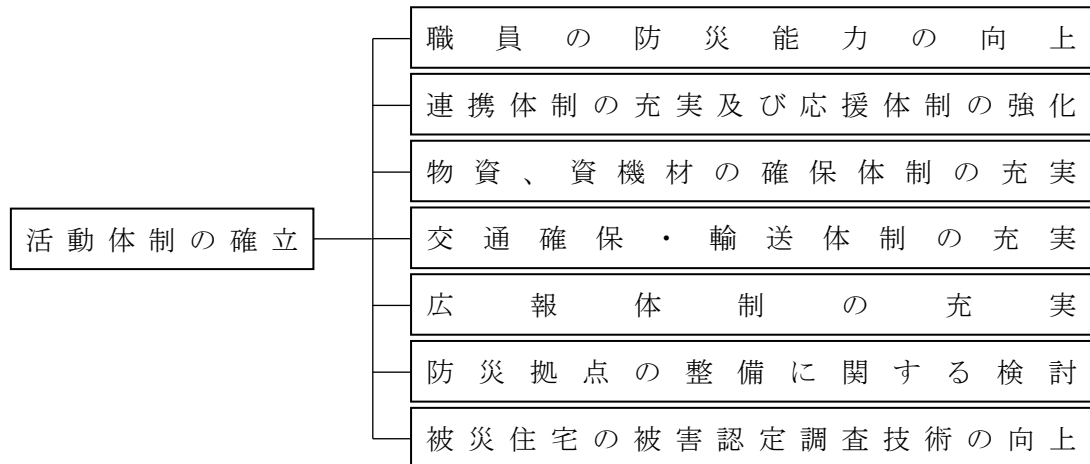 職員の防災能力の向上
連携体制の充実及び応援体制の強化
物資、資機材の確保体制の充実
活動体制の確立
交通確保・輸送体制の充実
広報体制の充実
防災拠点の整備に関する検討
被災住宅の被害認定調査技術の向上